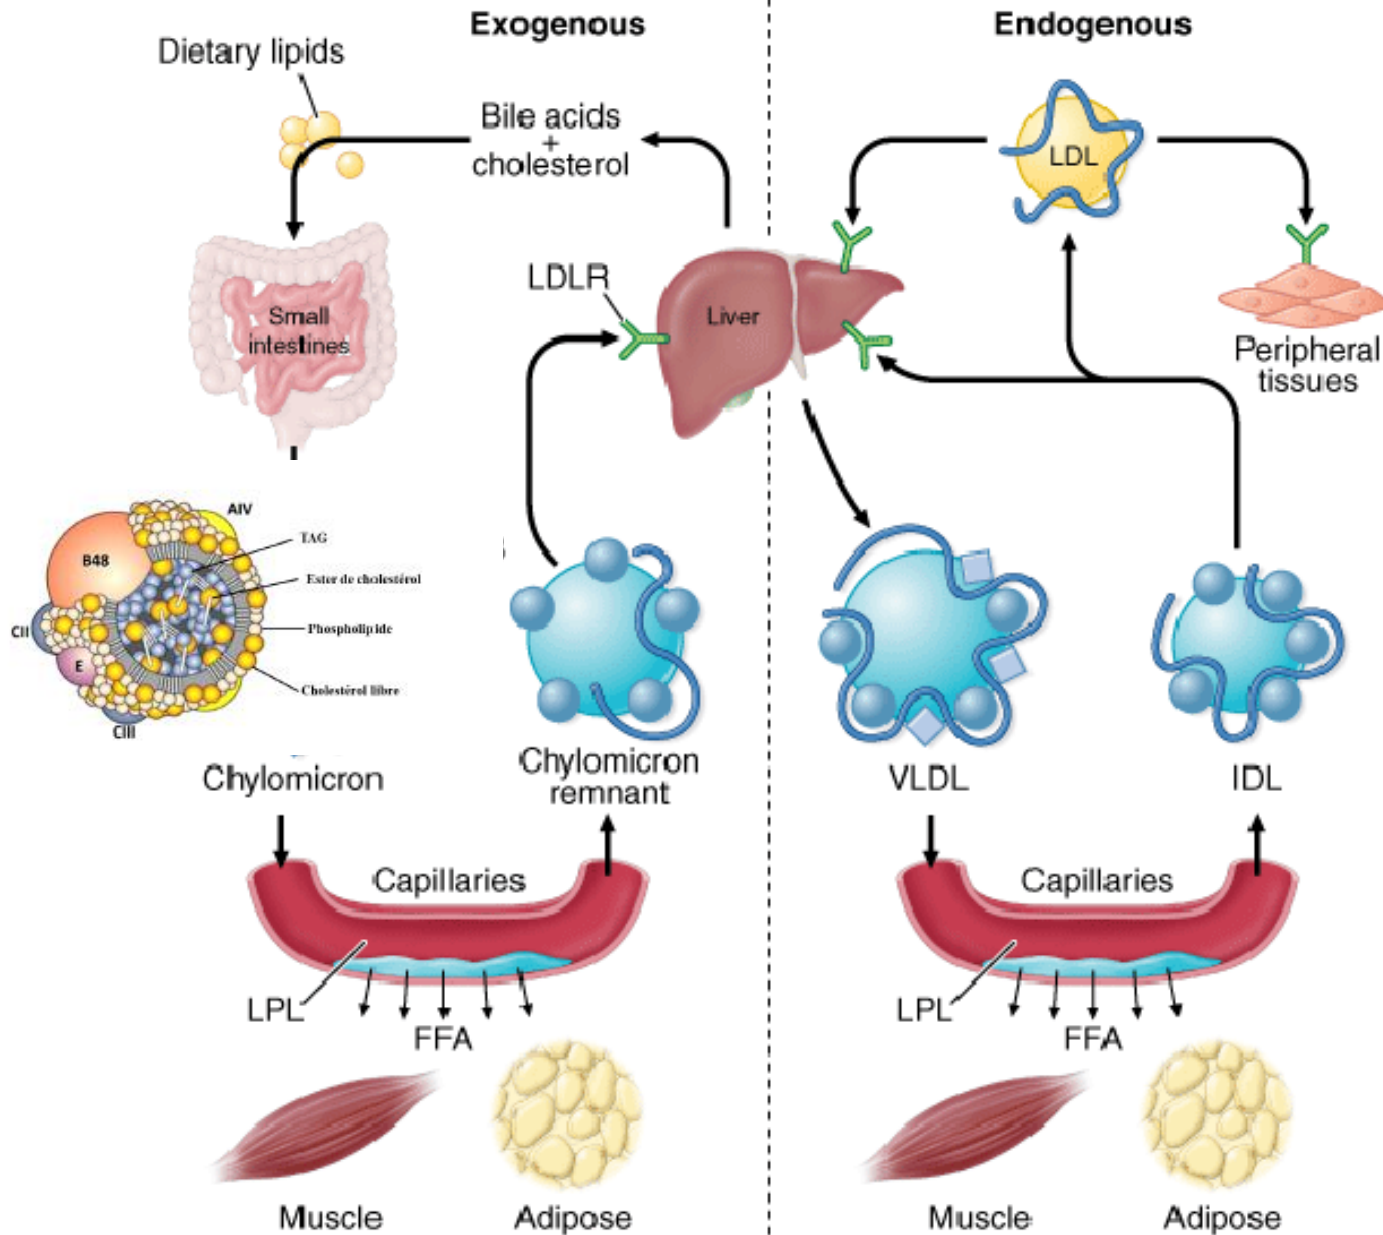 Exogenous
Dietary lipids
Bile acids
+
cholesterol
LDLR
Liver
Small
intestines
AIV
TAG
B48
Ester de cholestérol
CII
Phospholipide
E
Cholestérol libre
CIII
Chylomicron
Chylomicron
remnant
Capillaries
LPL
FFA
Muscle
Adipose
Endogenous
LDL
Peripheral
tissues
VLDL
IDL
Capillaries
LPL
FFA
Muscle
Adipose